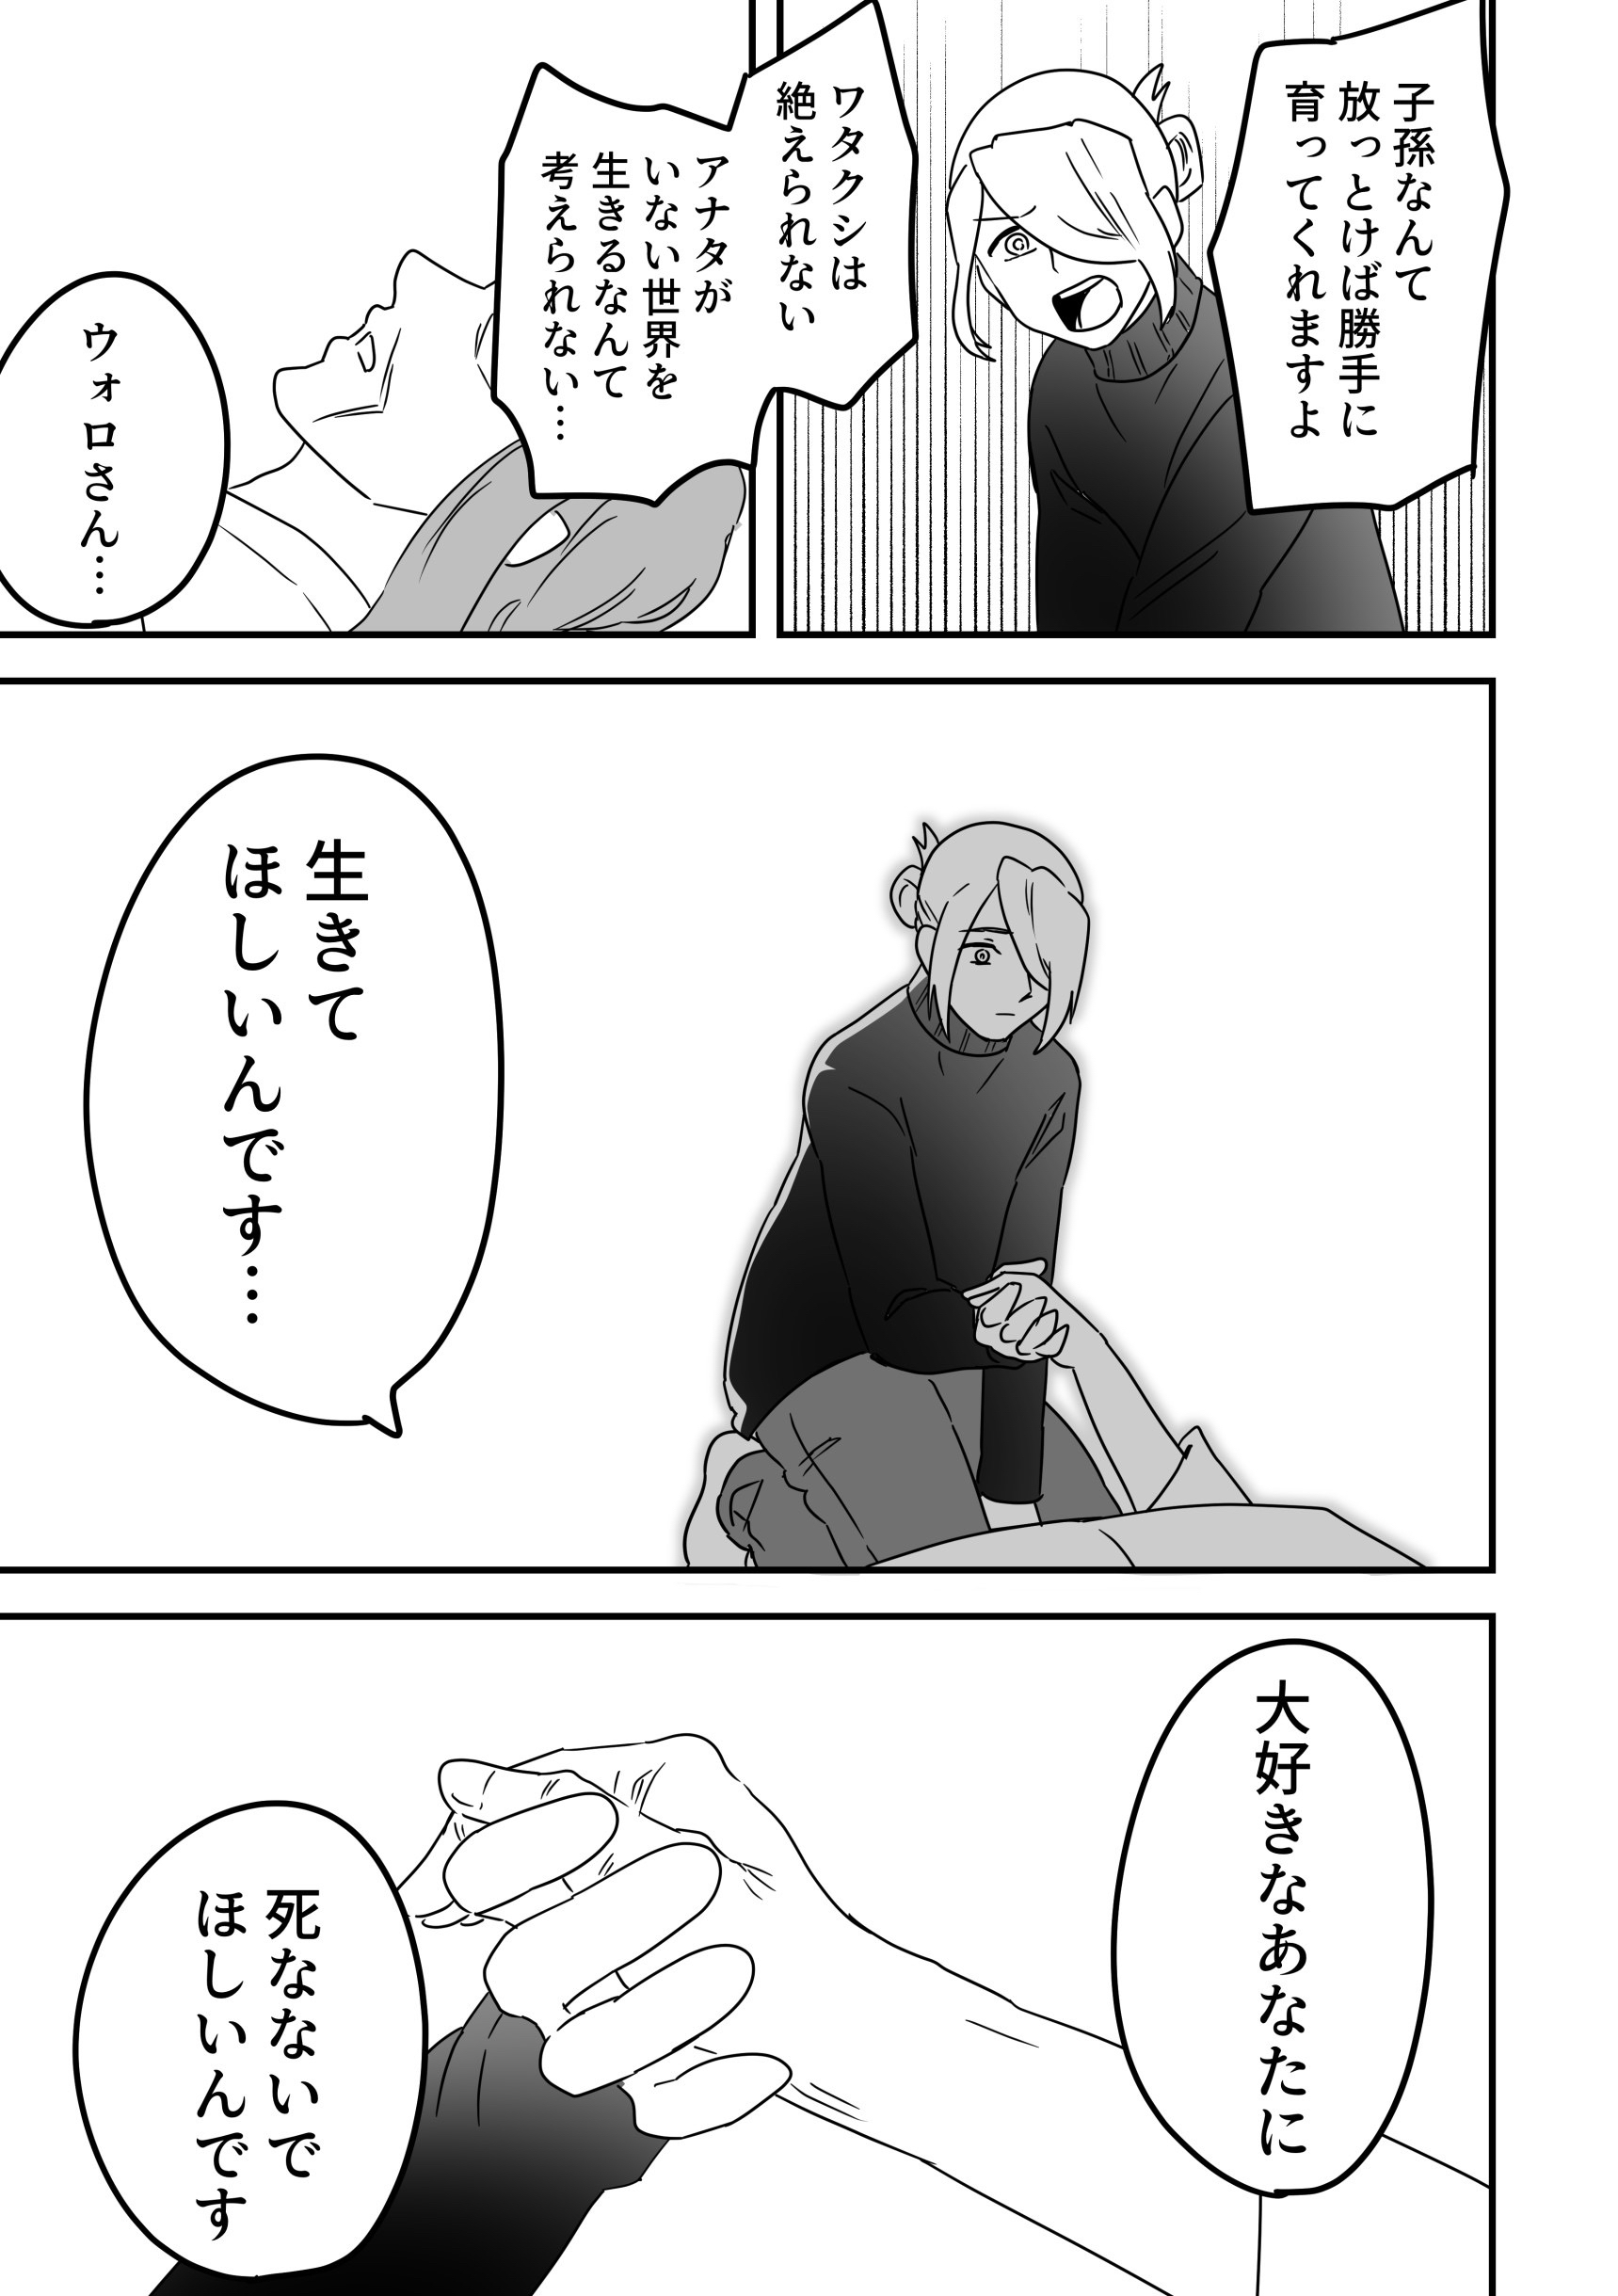 子孫なんて
放っとけば勝手に
育ってくれますよ
ワタクシは
絶えられない
アナタが
いない世界を
生きるなんて
考えられない…
ウォロさん…
生きて
ほしいんです…
大好きなあなたに
死なないで
ほしいんです